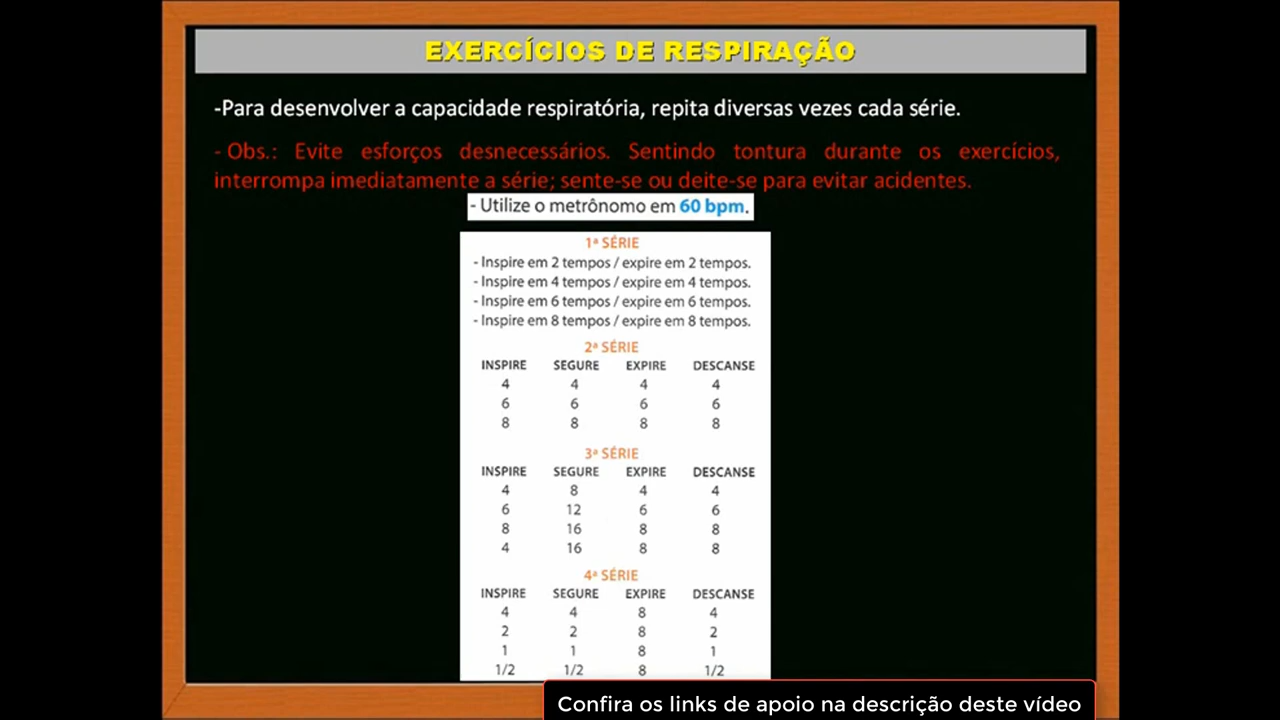 EXERCÍCIOS DE RESPIRAÇÃO
-Para desenvolver a capacidade respiratória, repita diversas vezes cada série.
- Obs.: Evite esforços desnecessários. Sentindo tontura durante os exercícios,
interrompa imediatamente a série; sente-se ou deite-se para evitar acidentes.
- Utilize o metrônomo em 60 bpm.
1ª SÉRIE
- Inspire em 2 tempos / expire em 2 tempos.
- Inspire em 4 tempos / expire em 4 tempos.
- Inspire em 6 tempos / expire em 6 tempos.
- Inspire em 8 tempos / expire em 8 tempos.
2ª SÉRIE
INSPIRE SEGURE EXPIRE DESCANSE
4 4 4 4
6 6 6 6
8 8 8 8
3ª SÉRIE
INSPIRE SEGURE EXPIRE DESCANSE
4 8 4 4
6 12 6 6
8 16 8 8
4 16 8 8
4ª SÉRIE
INSPIRE SEGURE EXPIRE DESCANSE
4 4 8 4
2 2 8 2
1 1 8 1
1/2 1/2 8 1/2
Confira os links de apoio na descrição deste vídeo